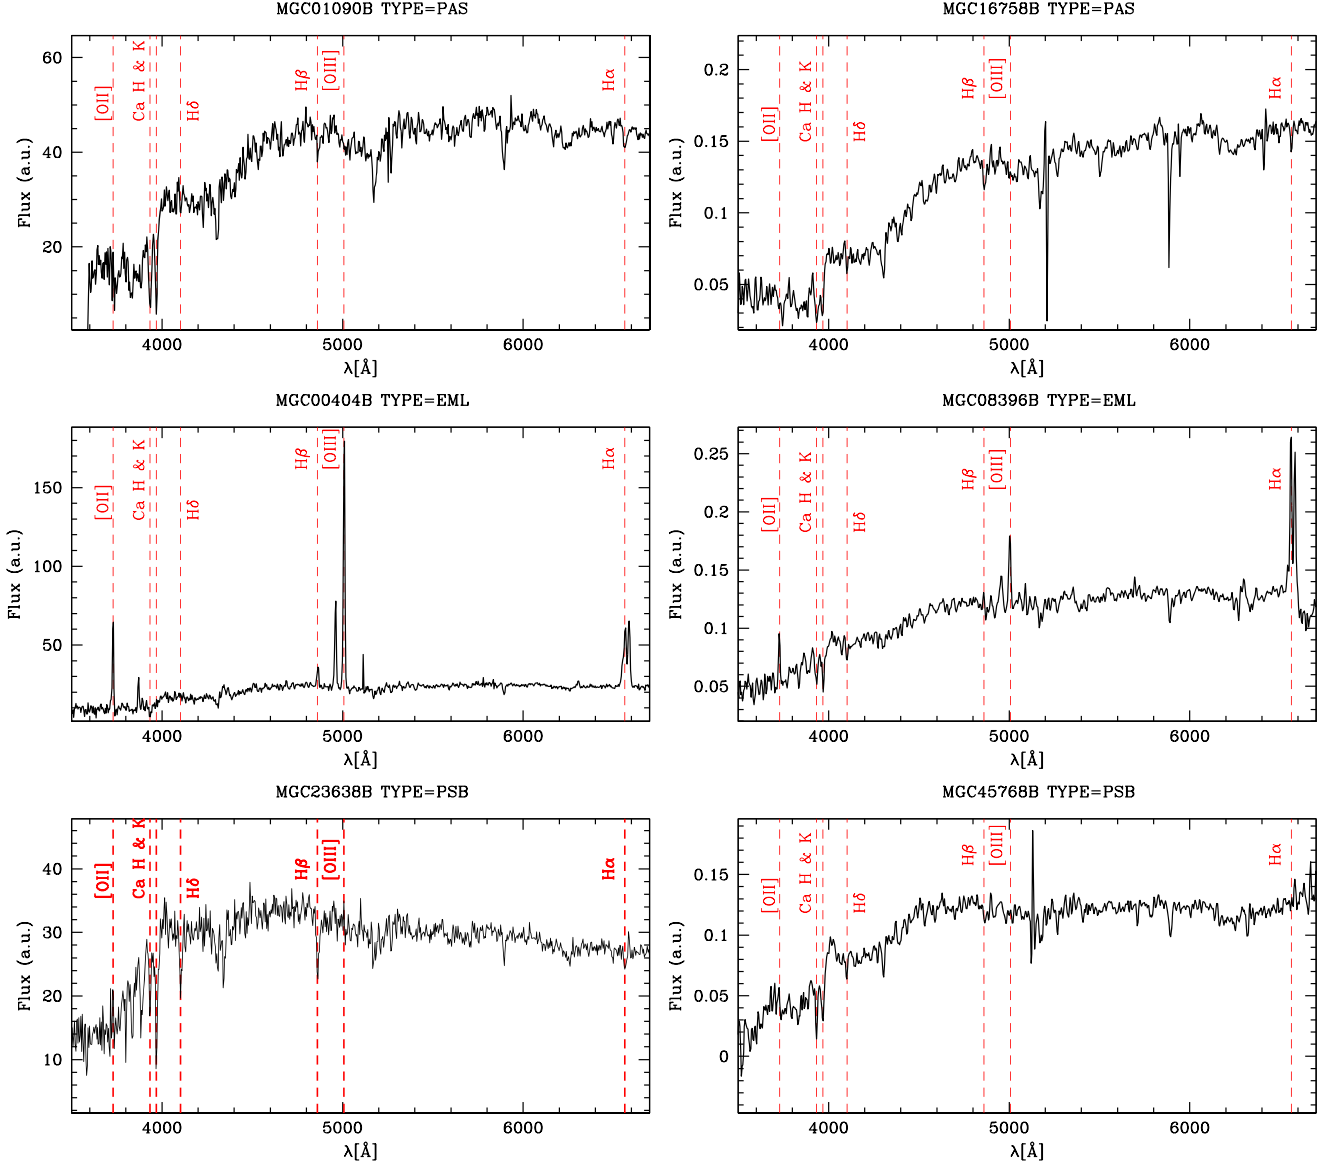 MGC01090B TYPE=PAS
60
40
20
Flux (a.u.)
[OII]
Ca H & K
Hδ
Hβ
[OIII]
Hα
4000
5000
6000
λ[Å]
MGC16758B TYPE=PAS
0.2
0.15
0.1
0.05
Flux (a.u.)
[OII]
Ca H & K
Hδ
Hβ
[OIII]
Hα
4000
5000
6000
λ[Å]
MGC00404B TYPE=EML
150
100
50
Flux (a.u.)
[OII]
Ca H & K
Hδ
Hβ
[OIII]
Hα
4000
5000
6000
λ[Å]
MGC08396B TYPE=EML
0.25
0.2
0.15
0.1
0.05
Flux (a.u.)
[OII]
Ca H & K
Hδ
Hβ
[OIII]
Hα
4000
5000
6000
λ[Å]
MGC23638B TYPE=PSB
40
30
20
10
Flux (a.u.)
[OII]
Ca H & K
Hδ
Hβ
[OIII]
Hα
4000
5000
6000
λ[Å]
MGC45768B TYPE=PSB
0.15
0.1
0.05
0
Flux (a.u.)
[OII]
Ca H & K
Hδ
Hβ
[OIII]
Hα
4000
5000
6000
λ[Å]